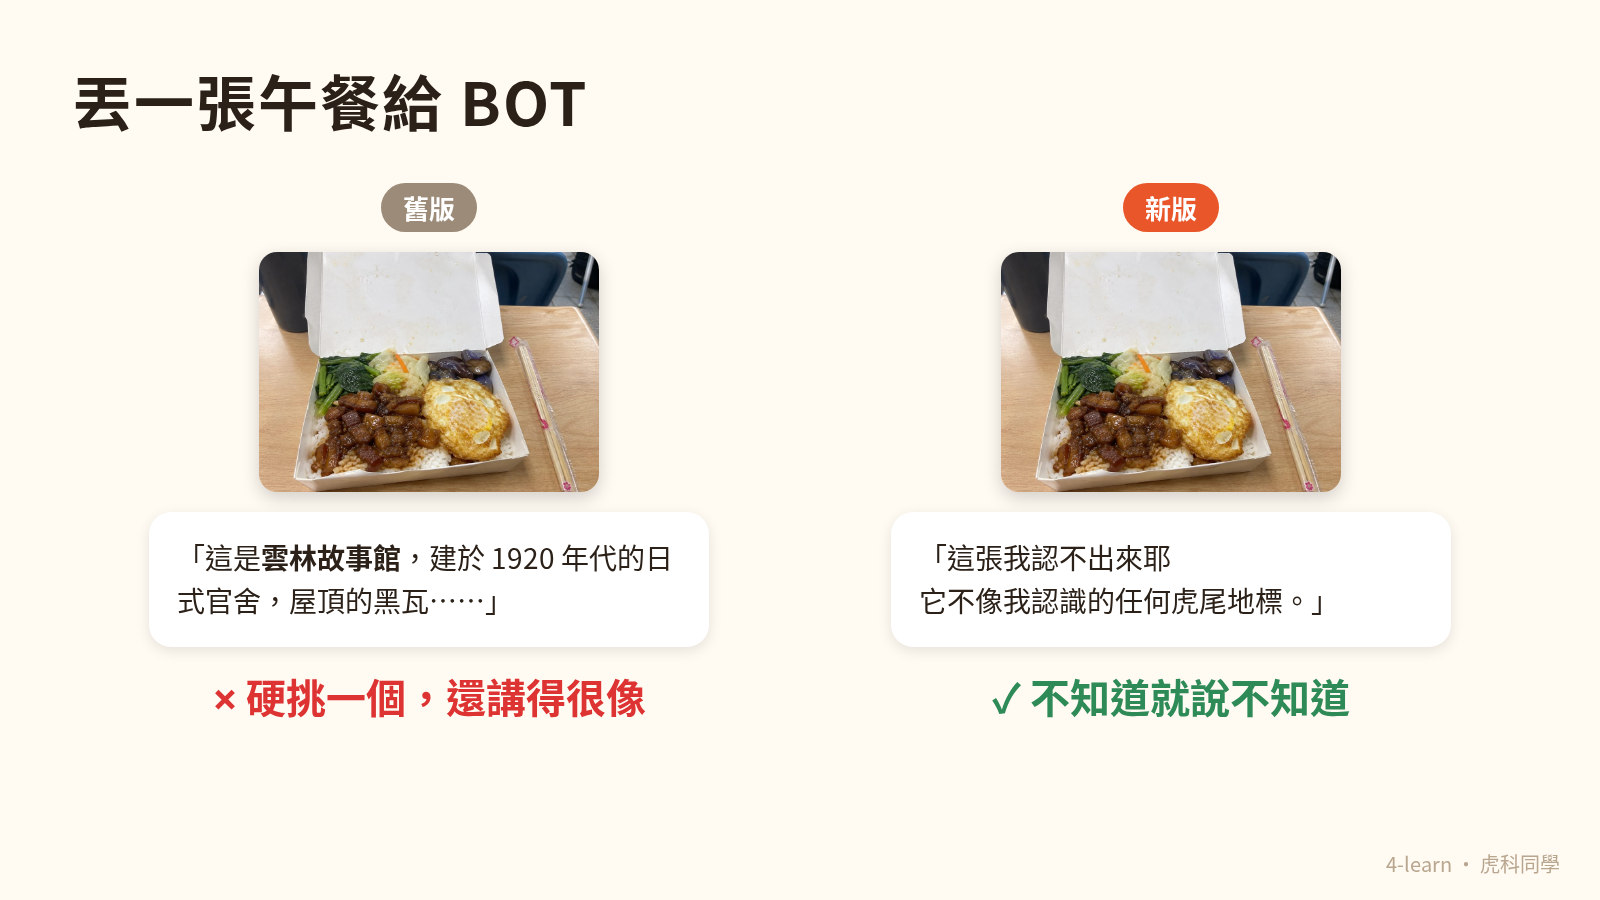 丟一張午餐給 BOT
舊版
「這是雲林故事館，建於 1920 年代的日
式官舍，屋頂的黑瓦⋯⋯」
× 硬挑一個，還講得很像
新版
「這張我認不出來耶
它不像我認識的任何虎尾地標。」
✓ 不知道就說不知道
4-learn · 虎科同學